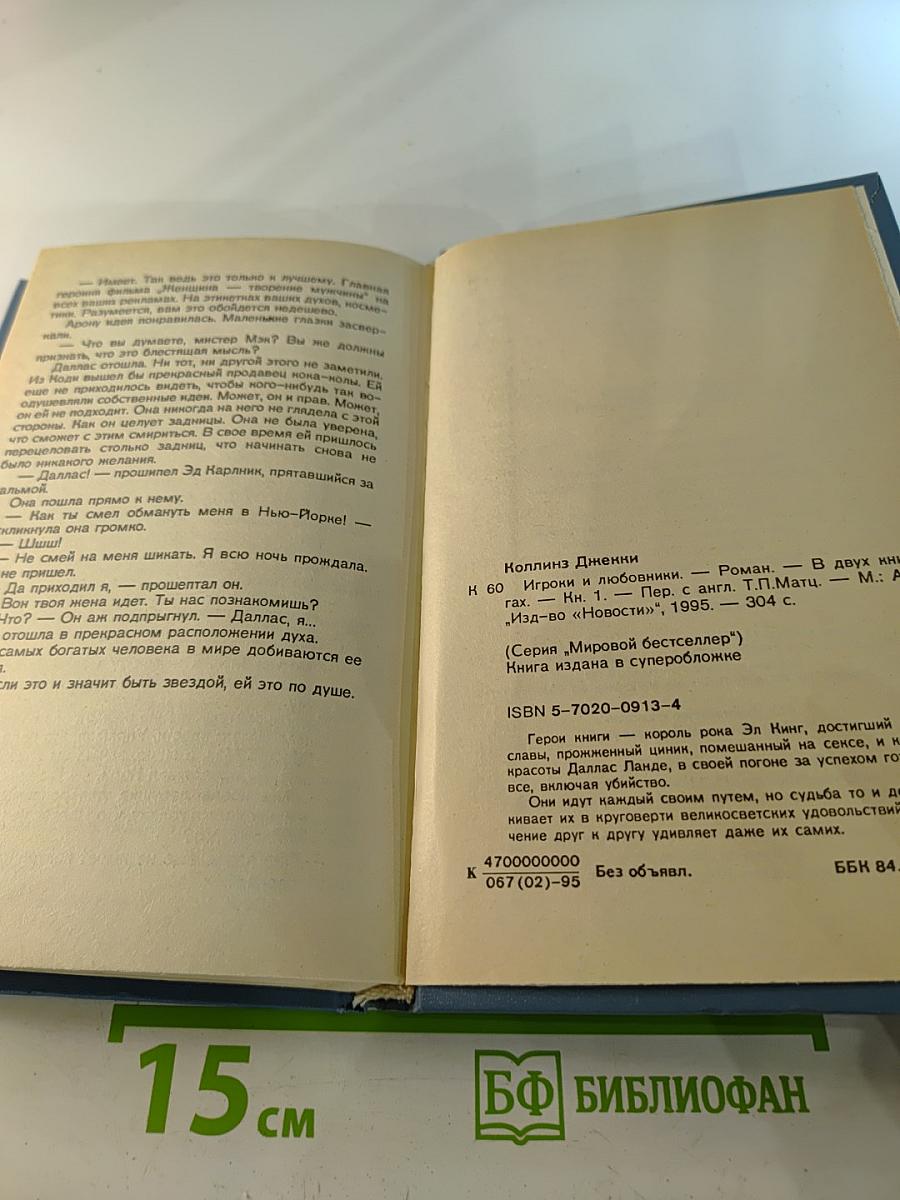 — Имеет. Так ведь это только к лучшему. Главная
героиня фильма „Женщина — творение мужчины“ на
всех ваших рекламах. На этикетках ваших духов, косме-
тики. Разумеется, вам это обойдется недешево.
Арону идея понравилась. Маленькие глазки засвер-
кали.
— Что вы думаете, мистер Мэк? Вы же должны
признать, что это блестящая мысль?
Даллас отошла. Ни тот, ни другой этого не заметили.
Из Коди вышел бы прекрасный продавец кока-колы. Ей
еще не приходилось видеть, чтобы кого-нибудь так во-
одушевляли собственные идеи. Может, он и прав. Может,
он ей не подходит. Она никогда на него не глядела с этой
стороны. Как он целует задницы. Она не была уверена,
что сможет с этим смириться. В свое время ей пришлось
перецеловать столько задниц, что начинать снова не
было никакого желания.
— Даллас! — прошипел Эд Карлник, прятавшийся за
альмой.
Она пошла прямо к нему.
— Как ты смел обмануть меня в Нью-Йорке! —
кликнула она громко.
— Шшш!
— Не смей на меня шикать. Я всю ночь прождала.
не пришел.
Да приходил я, — прошептал он.
Вон твоя жена идет. Ты нас познакомишь?
Что? — Он аж подпрыгнул. — Даллас, я...
отошла в прекрасном расположении духа.
самых богатых человека в мире добиваются ее
я.
сли это и значит быть звездой, ей это по душе.
Коллинз Джекки
К 60 Игроки и любовники. — Роман. — В двух кни
гах. — Кн. 1. — Пер. с англ. Т.П.Матц. — М.: А
„Изд-во «Новости»“, 1995. — 304 с.
(Серия „Мировой бестселлер“)
Книга издана в суперобложке
ISBN 5-7020-0913-4
Герои книги — король рока Эл Кинг, достигший
славы, прожженный циник, помешанный на сексе, и к
красоты Даллас Ланде, в своей погоне за успехом го
все, включая убийство.
Они идут каждый своим путем, но судьба то и де
кивает их в круговерти великосветских удовольствий
чение друг к другу удивляет даже их самих.
К 4700000000
067(02)-95 Без объявл. ББК 84.
15 см
БФ БИБЛИОФАН